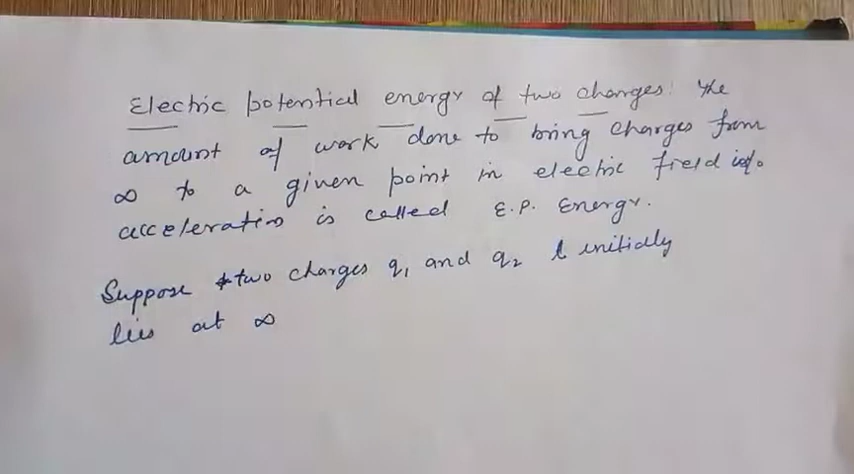 Electric potential energy of two charges: The
amount of work done to bring charges from
∞ to a given point in electric field w/o
acceleration is called E.P. Energy.
Suppose two charges q₁ and q₂ initially
lies at ∞